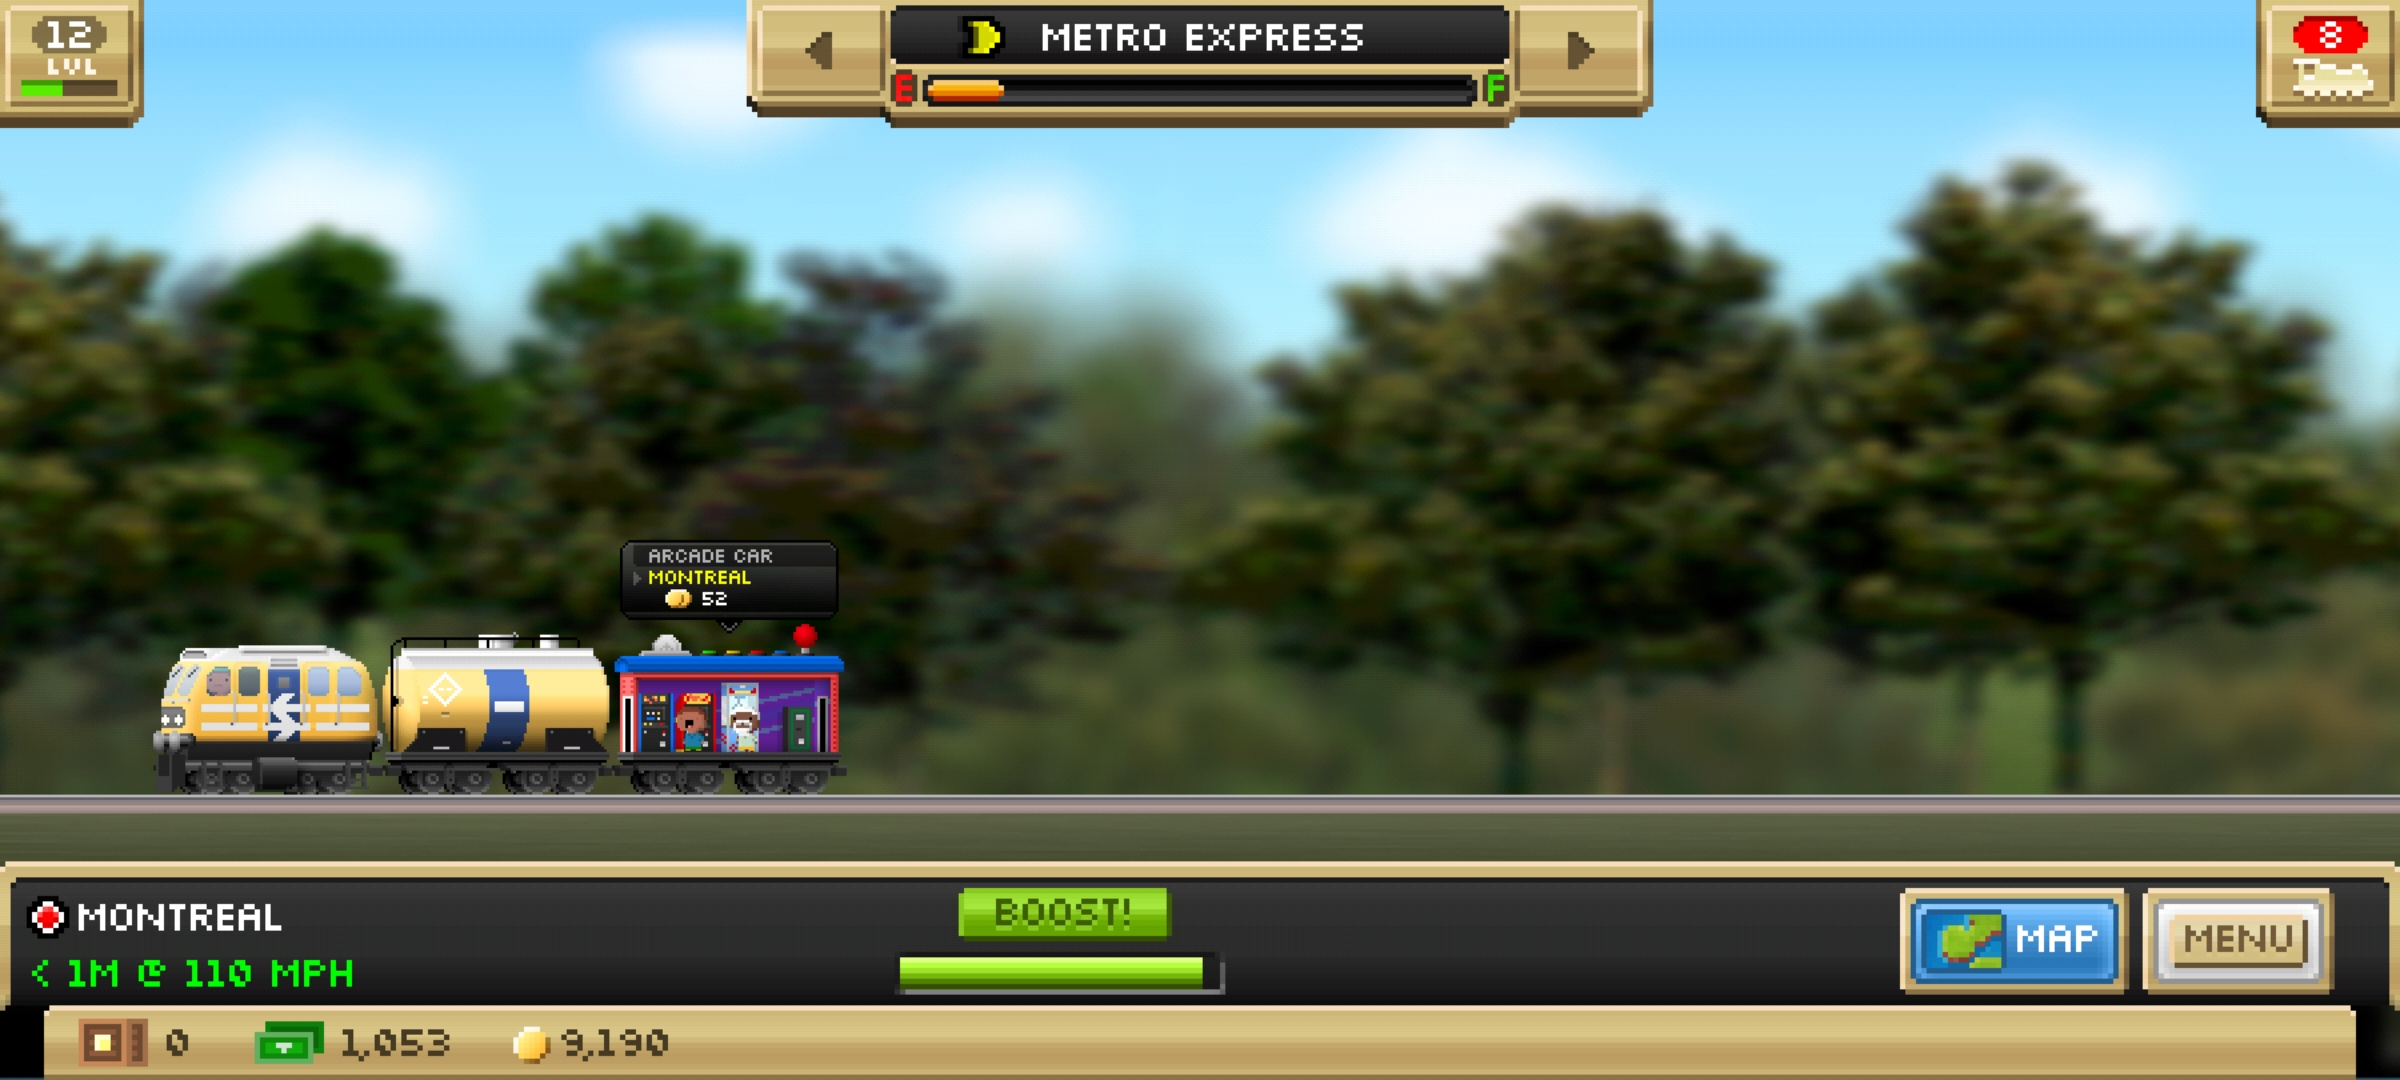 12
LVL
METRO EXPRESS
E F
8
ARCADE CAR
MONTREAL
52
MONTREAL
< 1M @ 110 MPH
BOOST!
MAP
MENU
0 1,053 9,190